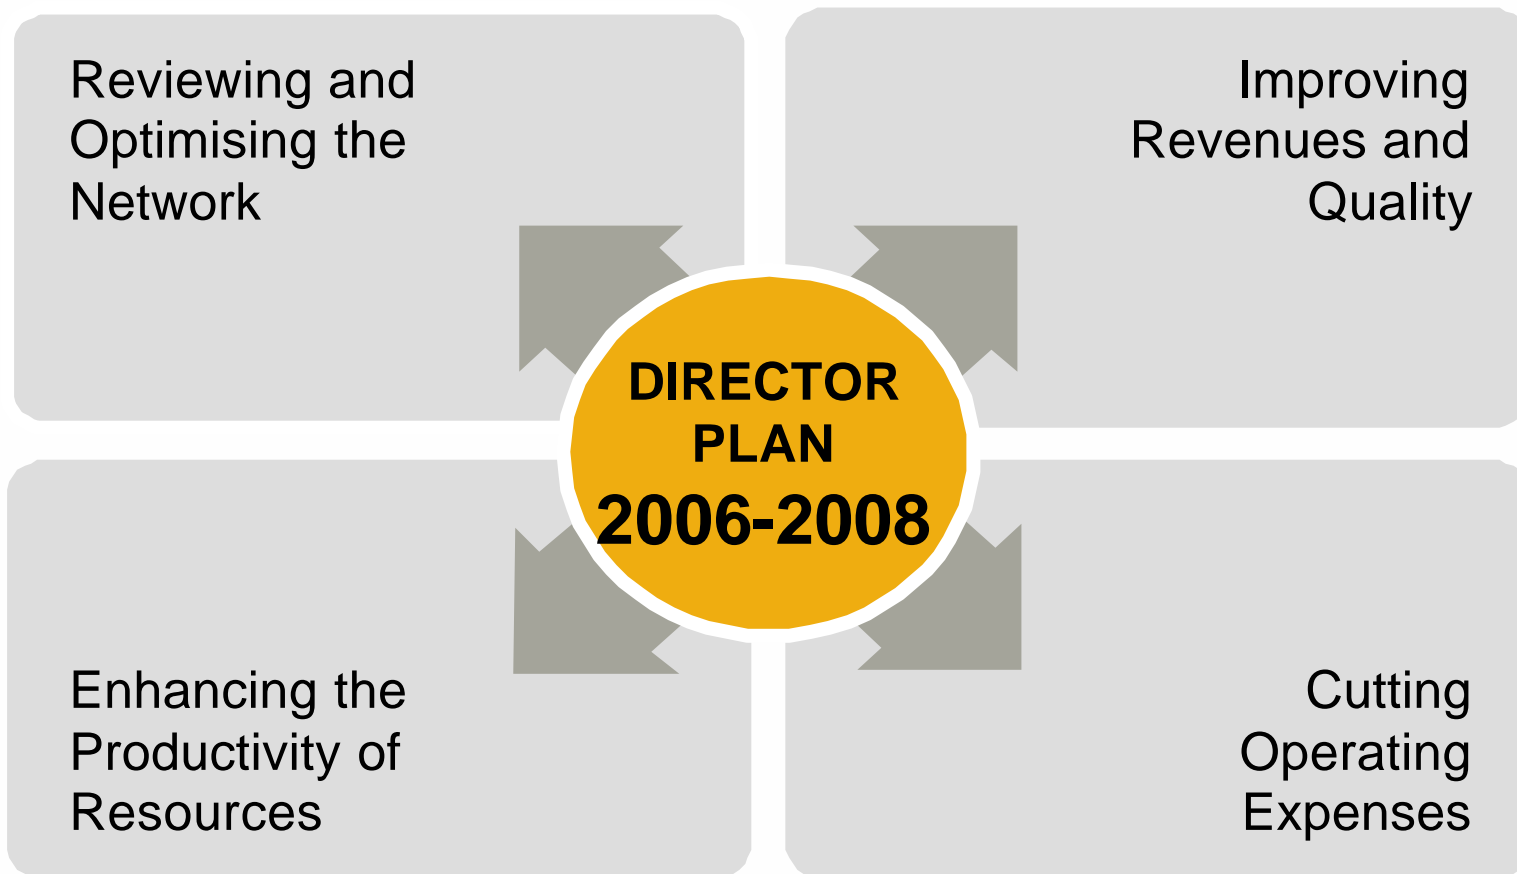 Reviewing and
Optimising the
Network
Improving
Revenues and
Quality
DIRECTOR
PLAN
2006-2008
Enhancing the
Productivity of
Resources
Cutting
Operating
Expenses